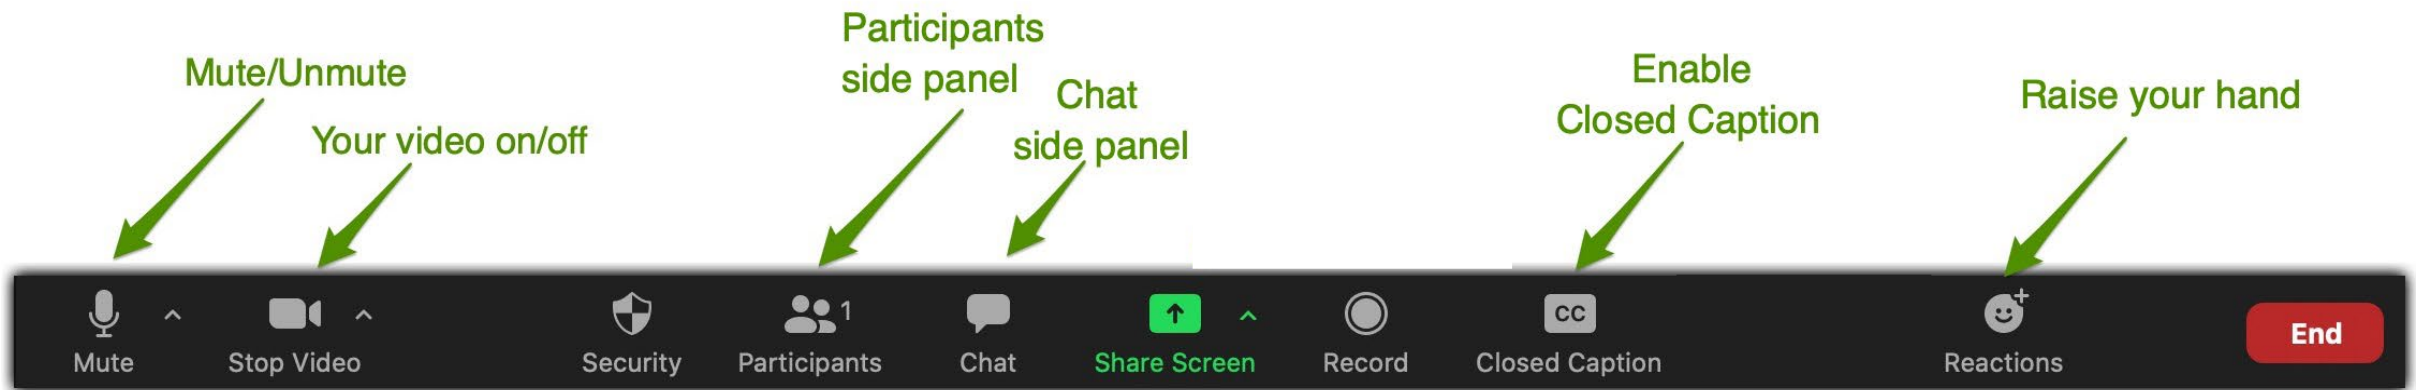 Participants
side panel
Mute/Unmute
Your video on/off
Chat
side panel
Enable
Closed Caption
Raise your hand
1
CC
Mute
Stop Video
Security
Participants
Chat
Share Screen
Record
Closed Caption
Reactions
End